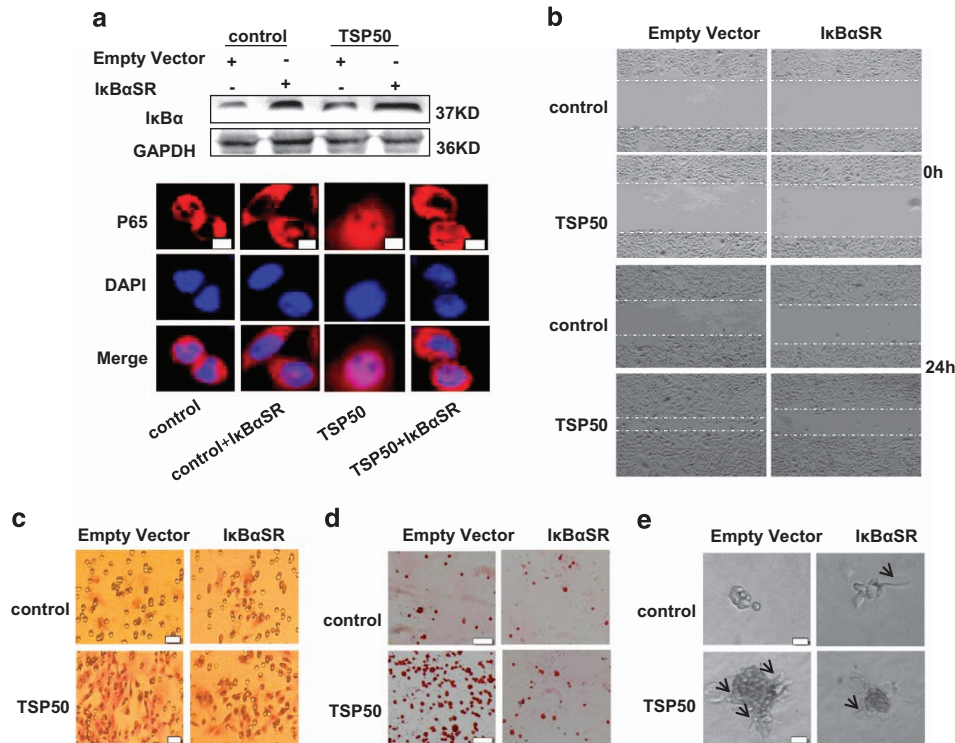 a
control TSP50
Empty Vector + - + -
IκBαSR - + - +
IκBα 37KD
GAPDH 36KD
P65
DAPI
Merge
control
control+IκBαSR
TSP50
TSP50+IκBαSR
b
Empty Vector IκBαSR
control
0h
TSP50
control
24h
TSP50
c
Empty Vector IκBαSR
control
TSP50
d
Empty Vector IκBαSR
control
TSP50
e
Empty Vector IκBαSR
control
TSP50